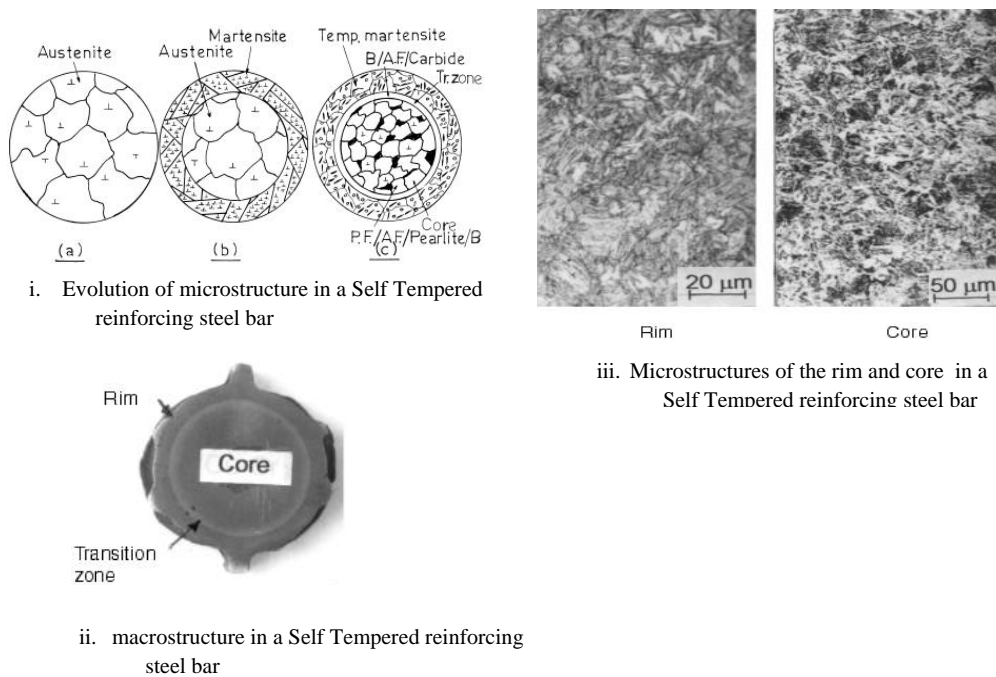 Austenite
Martensite
Austenite
Temp, martensite
B/A.F./Carbide
Tr.zone
Core
P.F./A.F./Pearlite/B
(a)
(b)
(c)
i. Evolution of microstructure in a Self Tempered
reinforcing steel bar
20 μm
50 μm
Rim
Core
iii. Microstructures of the rim and core in a
Self Tempered reinforcing steel bar
Rim
Core
Transition
zone
ii. macrostructure in a Self Tempered reinforcing
steel bar